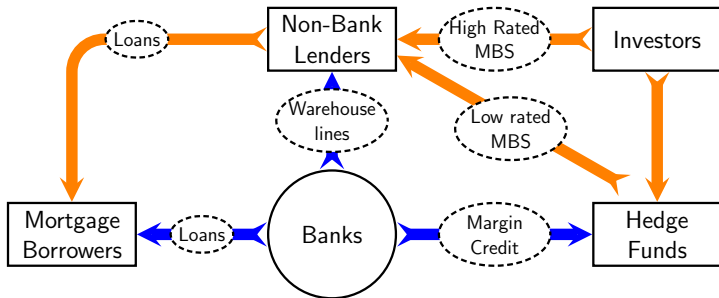 Loans
Non-Bank
Lenders
High Rated
MBS
Investors
Warehouse
lines
Low rated
MBS
Mortgage
Borrowers
Loans
Banks
Margin
Credit
Hedge
Funds